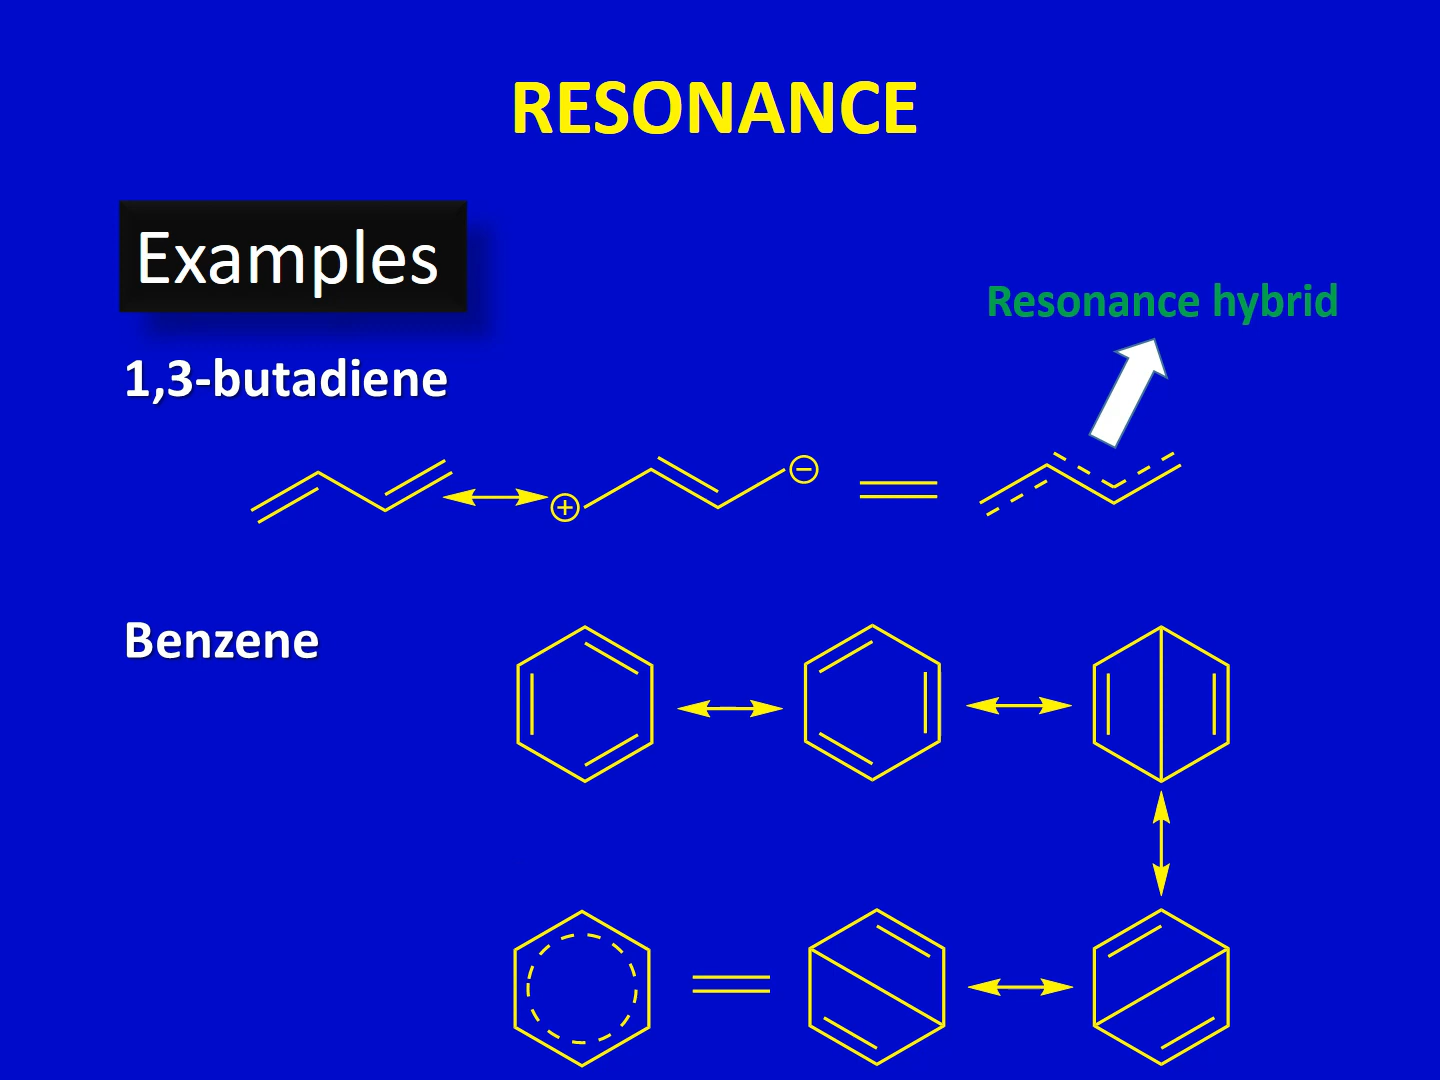 RESONANCE
Examples
Resonance hybrid
1,3-butadiene
+
−
Benzene